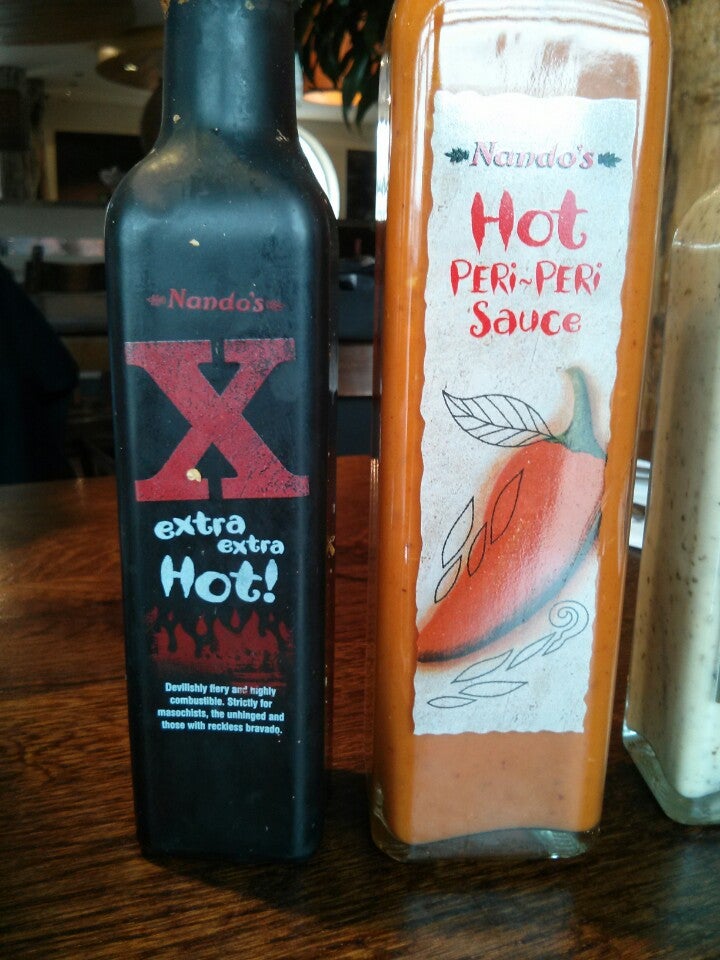 Nando's
X
extra
extra
Hot!
Devilishly fiery and highly
combustible. Strictly for
masochists, the unhinged and
those with reckless bravado.
Nando's
Hot
PERi~PERi
Sauce